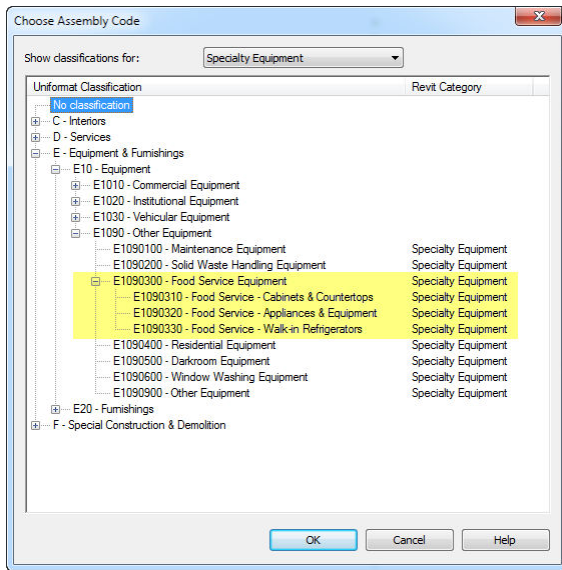 Choose Assembly Code
Show classifications for: Specialty Equipment
Uniformat Classification Revit Category
No classification
C - Interiors
D - Services
E - Equipment & Furnishings
E10 - Equipment
E1010 - Commercial Equipment
E1020 - Institutional Equipment
E1030 - Vehicular Equipment
E1090 - Other Equipment
E1090100 - Maintenance Equipment Specialty Equipment
E1090200 - Solid Waste Handling Equipment Specialty Equipment
E1090300 - Food Service Equipment Specialty Equipment
E1090310 - Food Service - Cabinets & Countertops Specialty Equipment
E1090320 - Food Service - Appliances & Equipment Specialty Equipment
E1090330 - Food Service - Walk-in Refrigerators Specialty Equipment
E1090400 - Residential Equipment Specialty Equipment
E1090500 - Darkroom Equipment Specialty Equipment
E1090600 - Window Washing Equipment Specialty Equipment
E1090900 - Other Equipment Specialty Equipment
E20 - Furnishings
F - Special Construction & Demolition
OK Cancel Help